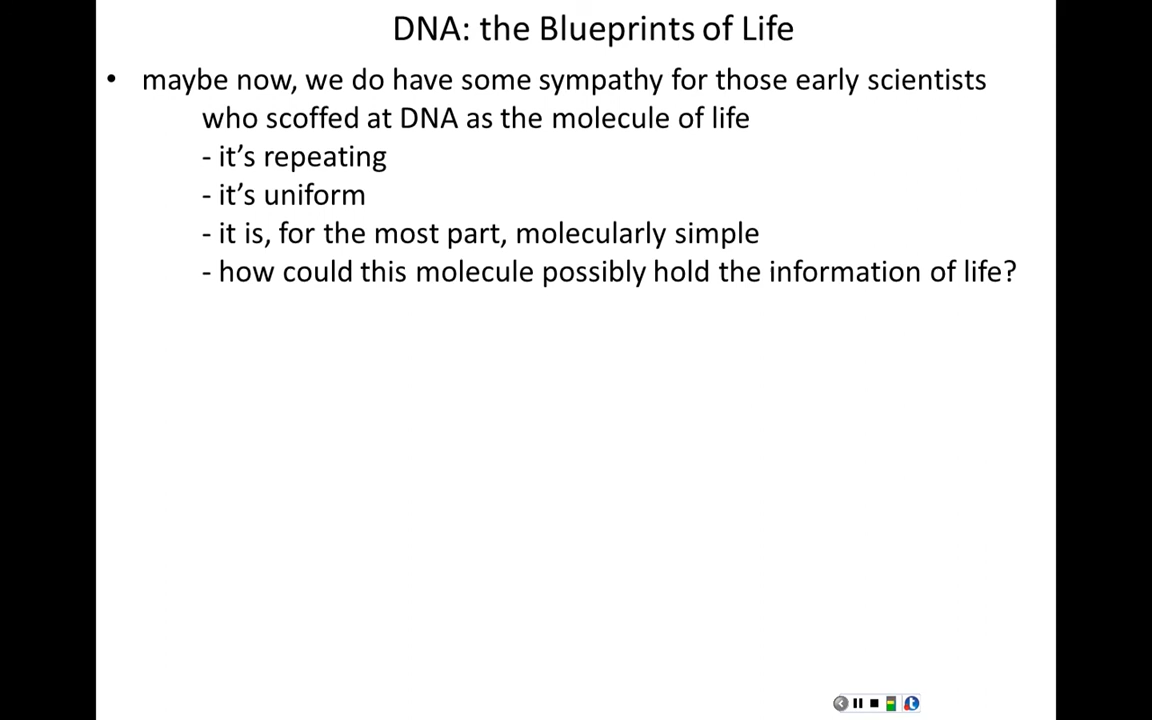 DNA: the Blueprints of Life
• maybe now, we do have some sympathy for those early scientists
who scoffed at DNA as the molecule of life
- it’s repeating
- it’s uniform
- it is, for the most part, molecularly simple
- how could this molecule possibly hold the information of life?